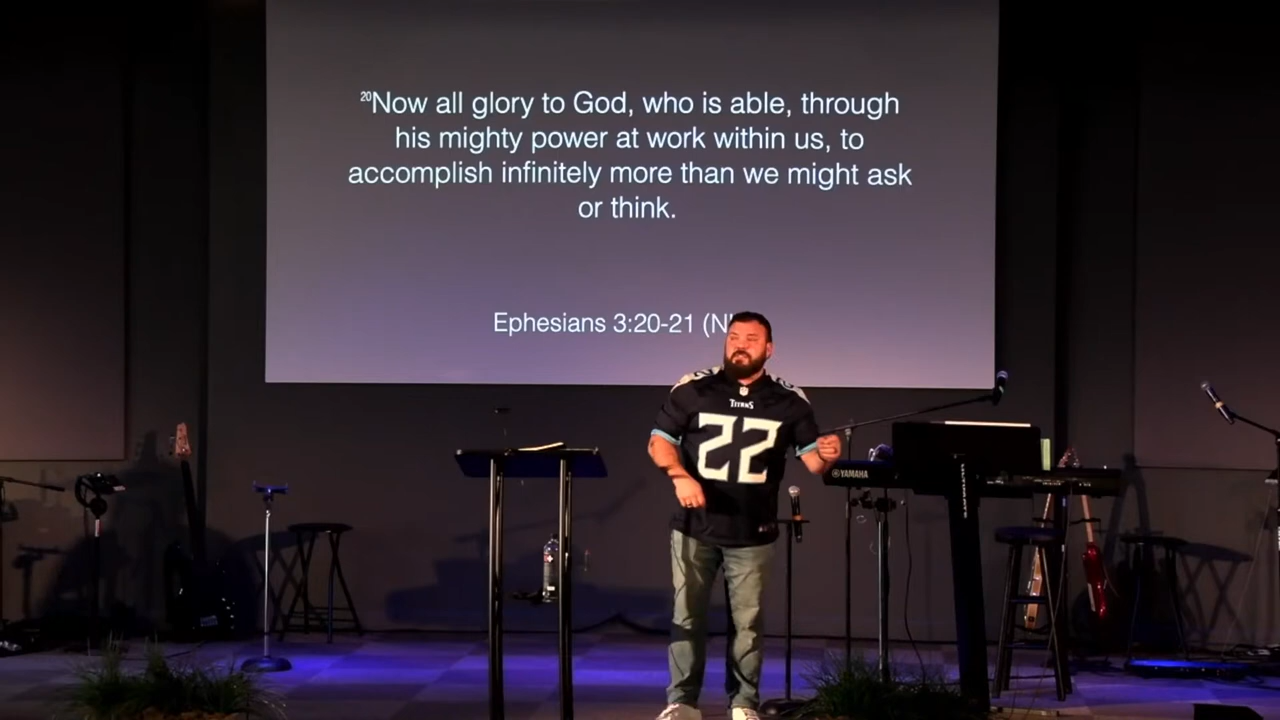 20Now all glory to God, who is able, through
his mighty power at work within us, to
accomplish infinitely more than we might ask
or think.
Ephesians 3:20-21 (N
TITANS
22
YAMAHA